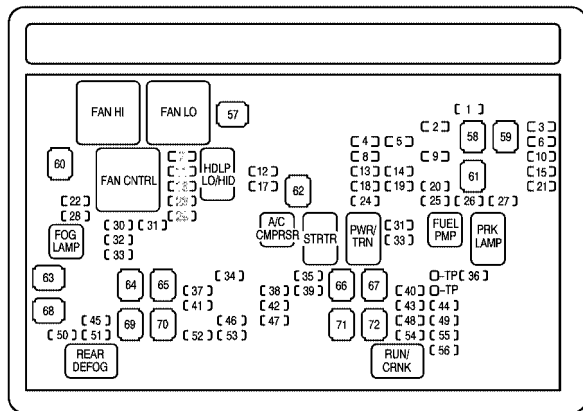 1
2 58 59 3
FAN HI FAN LO 57 4 5 6
60 8 9 10
FAN CNTRL HDLP LO/HID 12 13 14 61 15
17 62 18 19 20 21
22 24 25 26 27
28 30 31 A/C CMPRSR STRTR PWR/TRN 31 FUEL PMP PRK LAMP
FOG LAMP 32 33
33
63 64 65 34 35 66 67 TP 36
37 38 39 40 TP
68 41 42 43 44
45 69 70 46 47 71 72 48 49
50 51 52 53 54 55
REAR DEFOG RUN/CRNK 56